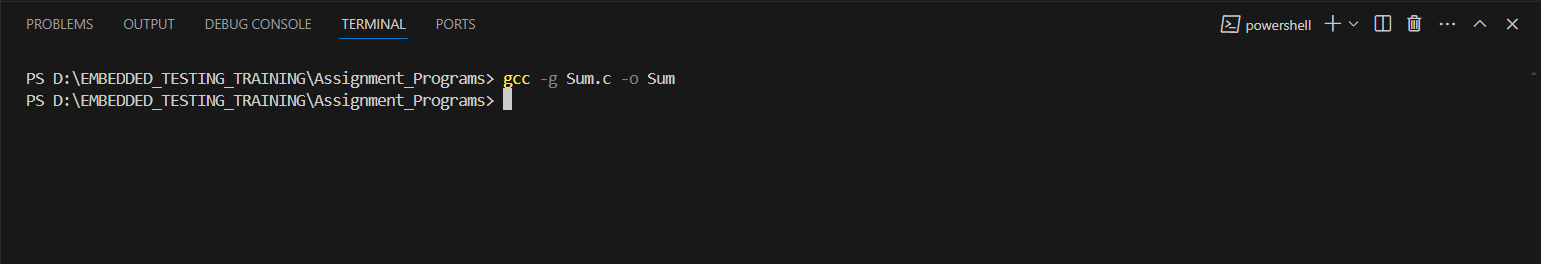 PROBLEMS OUTPUT DEBUG CONSOLE TERMINAL PORTS powershell
PS D:\EMBEDDED_TESTING_TRAINING\Assignment_Programs> gcc -g Sum.c -o Sum
PS D:\EMBEDDED_TESTING_TRAINING\Assignment_Programs>